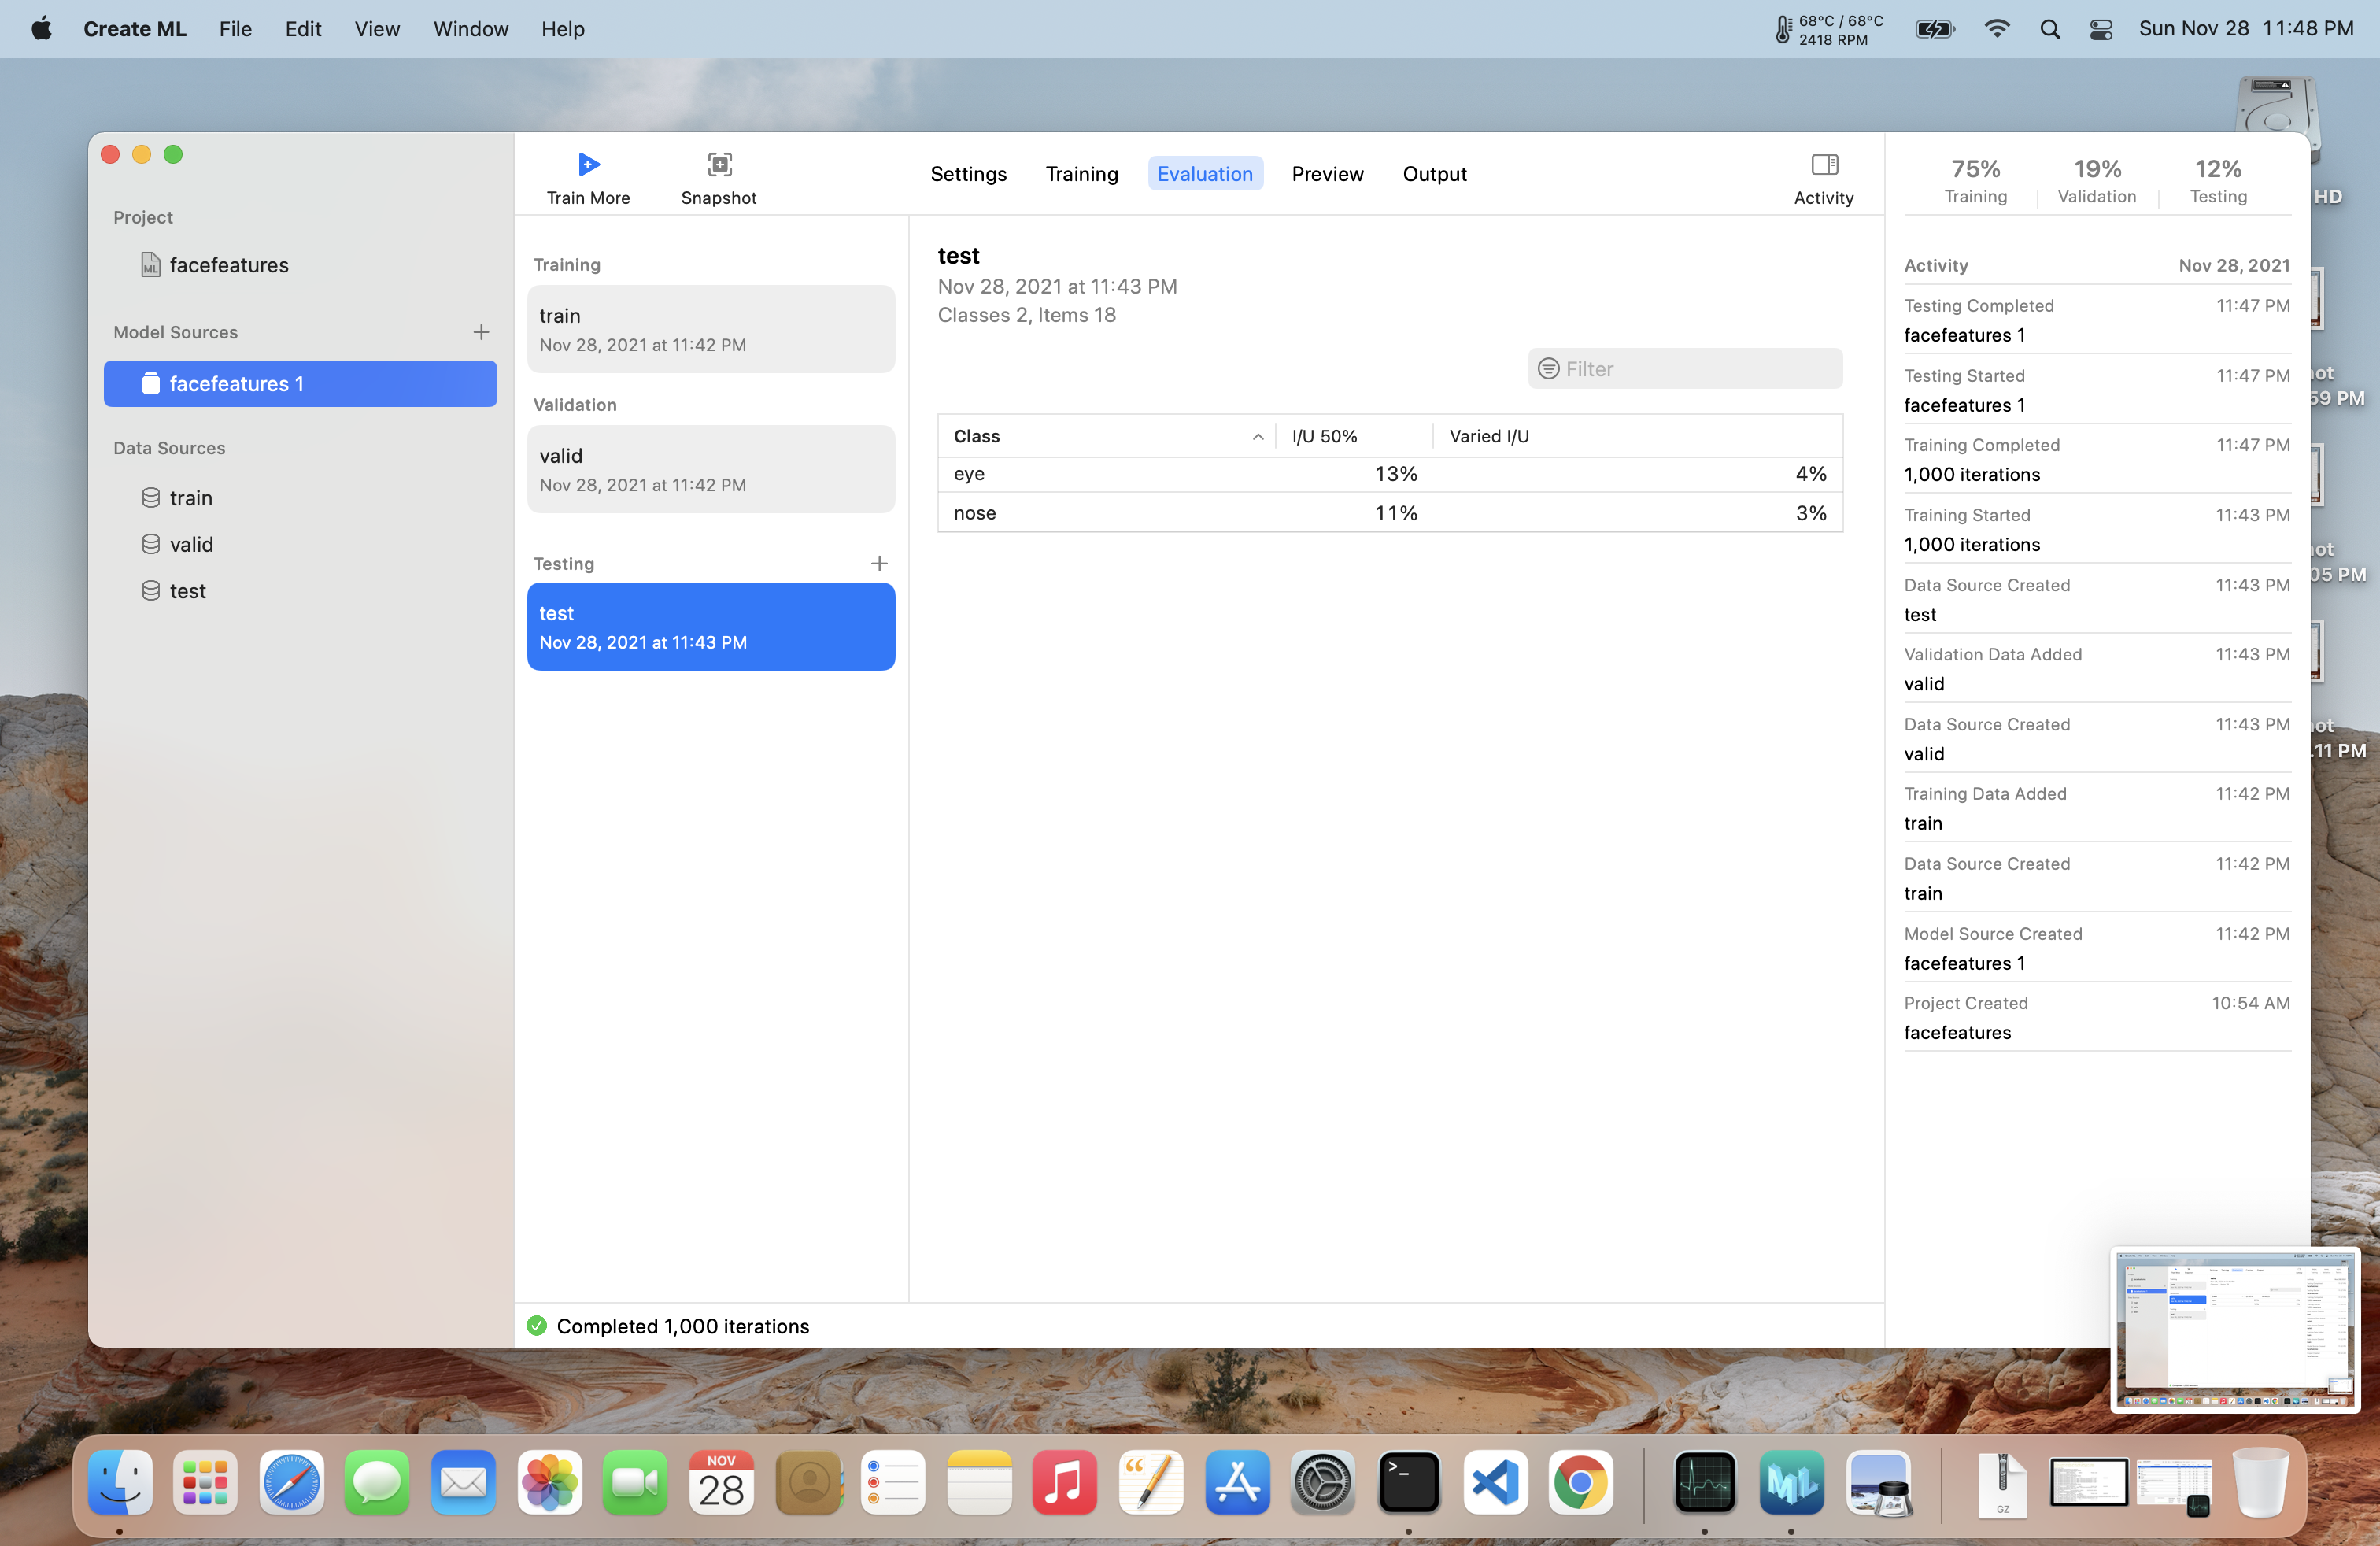 Create ML File Edit View Window Help
68°C / 68°C
2418 RPM
Sun Nov 28 11:48 PM
HD
59 PM
05 PM
.11 PM
Project
facefeatures
Model Sources
facefeatures 1
Data Sources
train
valid
test
Train More
Snapshot
Settings Training Evaluation Preview Output
Activity
Training
train
Nov 28, 2021 at 11:42 PM
Validation
valid
Nov 28, 2021 at 11:42 PM
Testing
test
Nov 28, 2021 at 11:43 PM
test
Nov 28, 2021 at 11:43 PM
Classes 2, Items 18
Filter
Class I/U 50% Varied I/U
eye 13% 4%
nose 11% 3%
Completed 1,000 iterations
75% 19% 12%
Training Validation Testing
Activity Nov 28, 2021
Testing Completed 11:47 PM
facefeatures 1
Testing Started 11:47 PM
facefeatures 1
Training Completed 11:47 PM
1,000 iterations
Training Started 11:43 PM
1,000 iterations
Data Source Created 11:43 PM
test
Validation Data Added 11:43 PM
valid
Data Source Created 11:43 PM
valid
Training Data Added 11:42 PM
train
Data Source Created 11:42 PM
train
Model Source Created 11:42 PM
facefeatures 1
Project Created 10:54 AM
facefeatures
NOV
28
ML
GZ